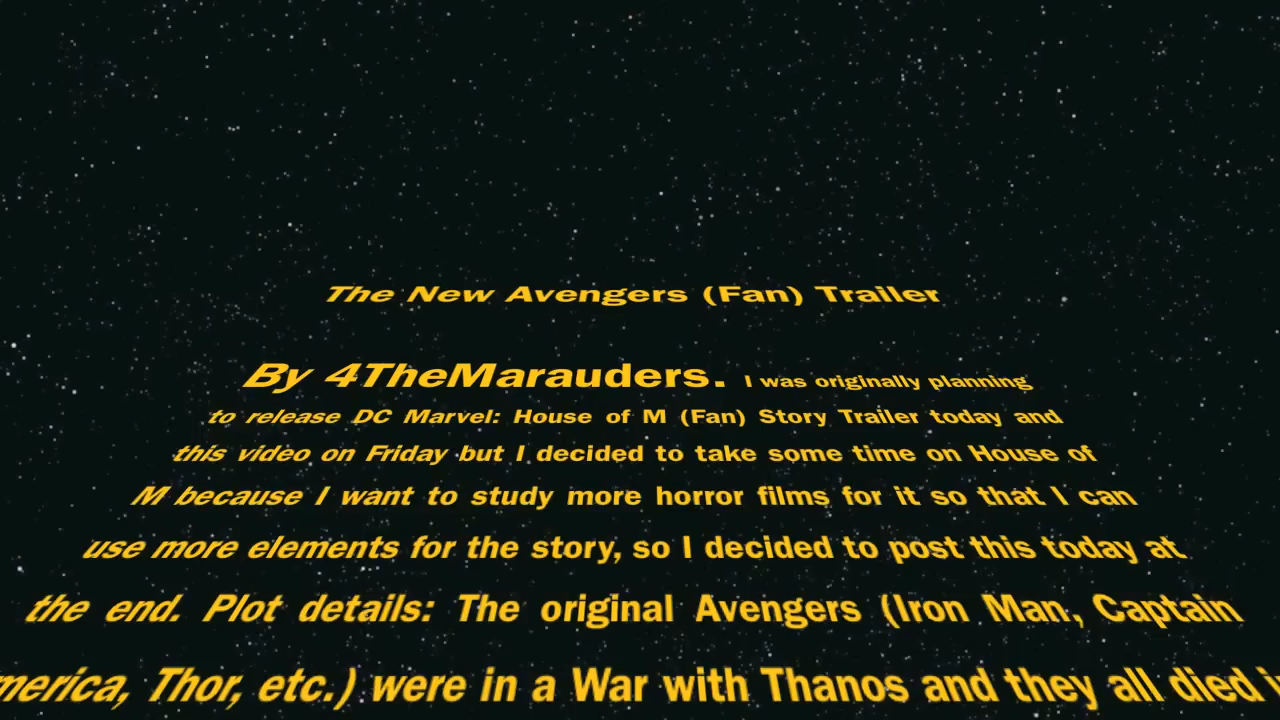 The New Avengers (Fan) Trailer
By 4TheMarauders. I was originally planning
to release DC Marvel: House of M (Fan) Story Trailer today and
this video on Friday but I decided to take some time on House of
M because I want to study more horror films for it so that I can
use more elements for the story, so I decided to post this today at
the end. Plot details: The original Avengers (Iron Man, Captain
merica, Thor, etc.) were in a War with Thanos and they all died i